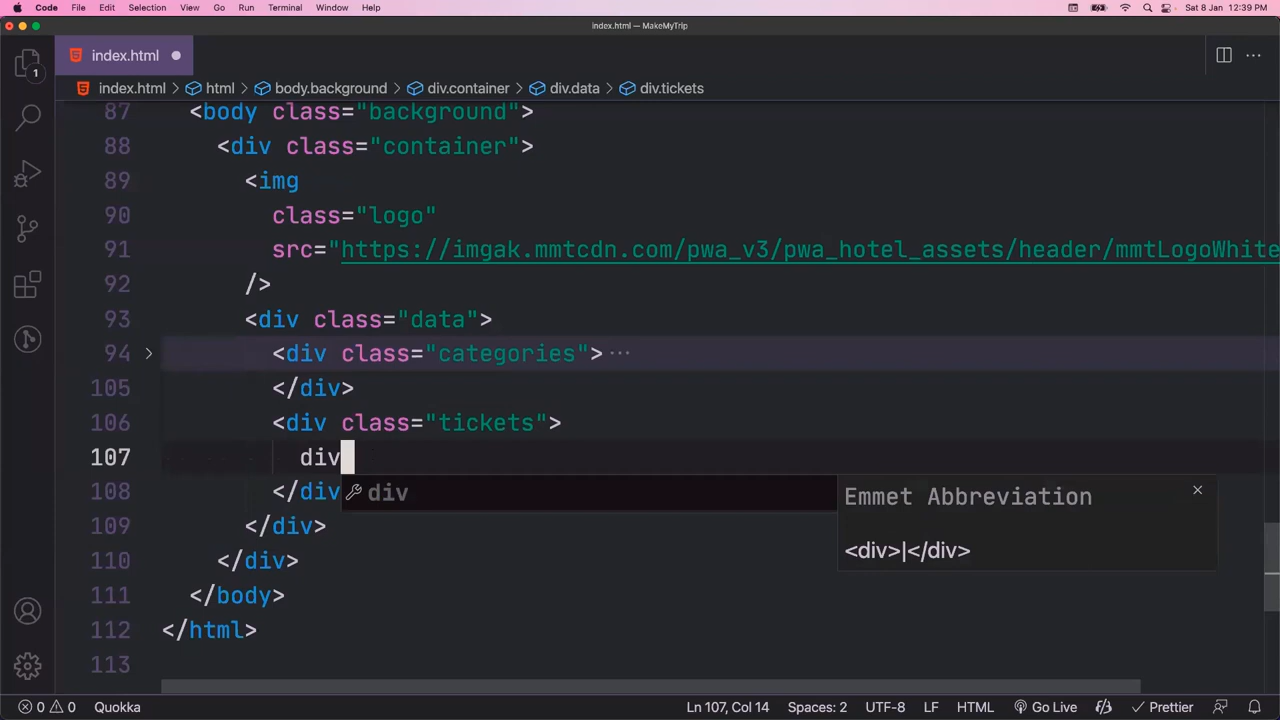 Code File Edit Selection View Go Run Terminal Window Help Sat 8 Jan 12:39 PM
index.html — MakeMyTrip
index.html
index.html html body.background div.container div.data div.tickets
1
87 <body class="background">
88 <div class="container">
89 <img
90 class="logo"
91 src="https://imgak.mmtcdn.com/pwa_v3/pwa_hotel_assets/header/mmtLogoWhite
92 />
93 <div class="data">
94 <div class="categories"> ···
105 </div>
106 <div class="tickets">
107 div
108 </div
div
Emmet Abbreviation
<div>|</div>
109 </div>
110 </div>
111 </body>
112 </html>
113
0 0 Quokka Ln 107, Col 14 Spaces: 2 UTF-8 LF HTML Go Live Prettier